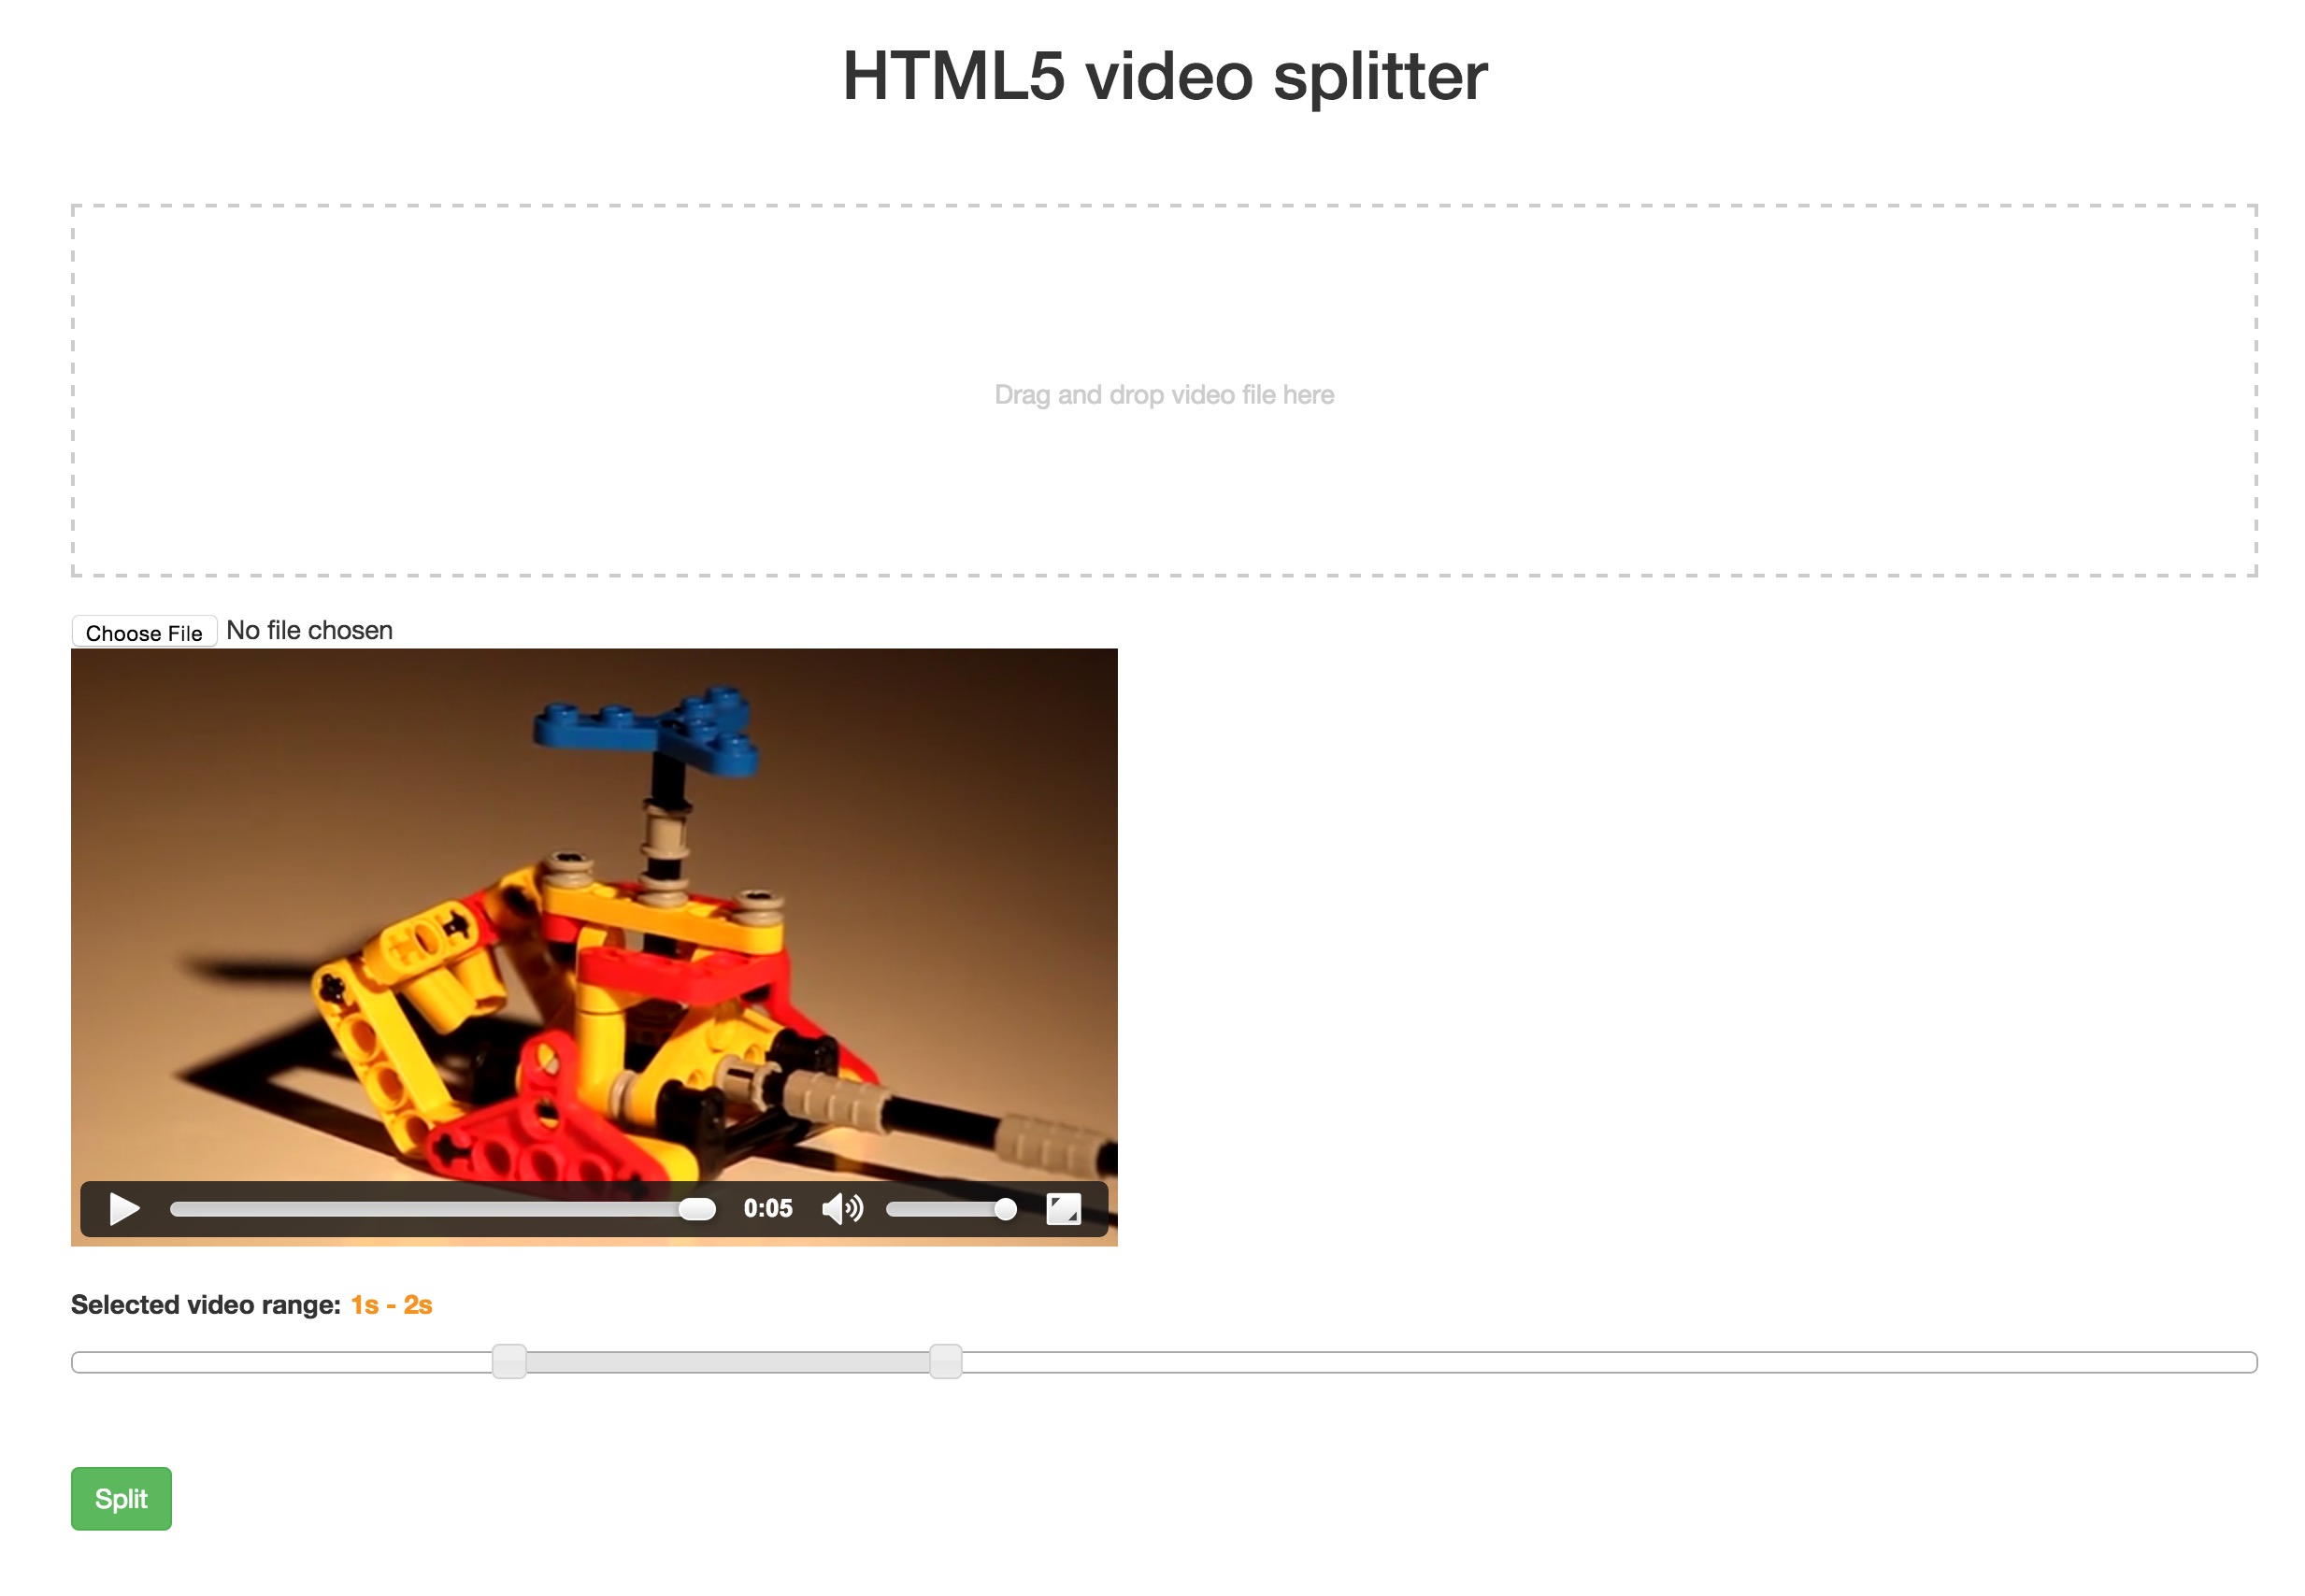 HTML5 video splitter
Drag and drop video file here
Choose File No file chosen
0:05
Selected video range: 1s - 2s
Split